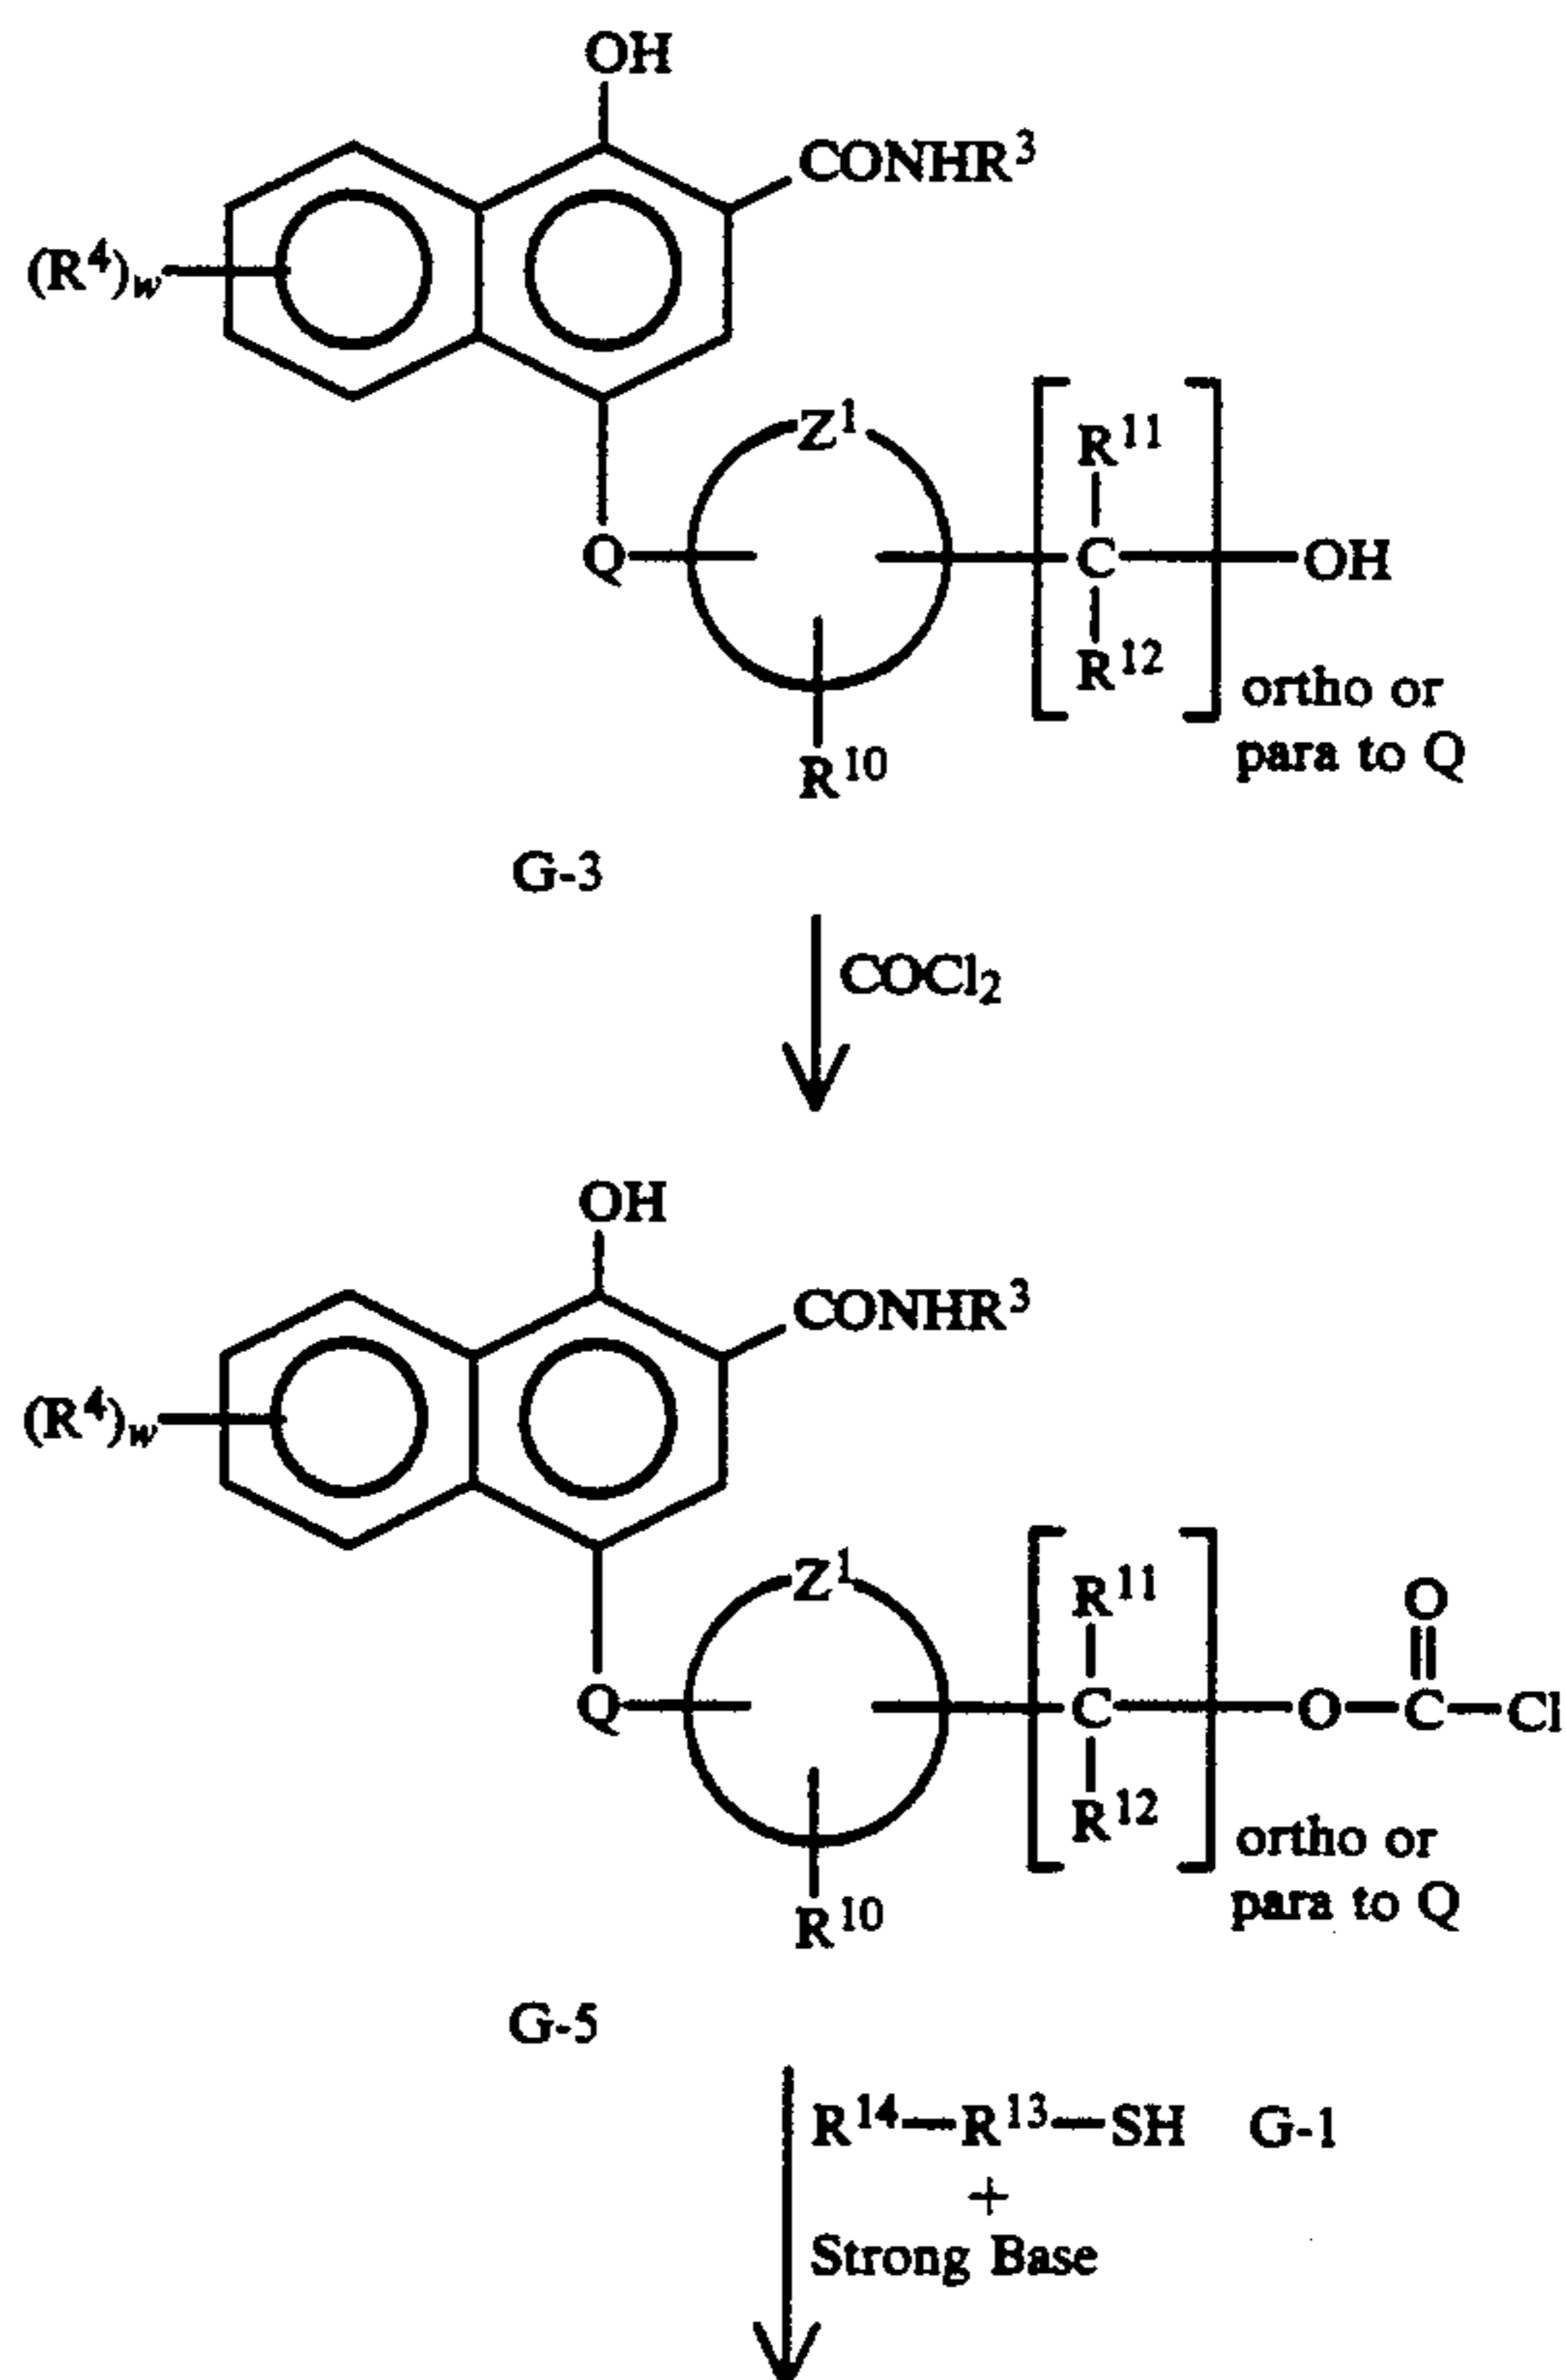 OH
CONHR³
(R⁴)w
Z¹
R¹¹
Q
C
OH
R¹²
ortho or
para to Q
R¹⁰
G-3
COCl₂
OH
CONHR³
(R⁴)w
Z¹
R¹¹
O
Q
C
O
C
Cl
R¹²
ortho or
para to Q
R¹⁰
G-5
R¹⁴—R¹³—SH G-1
+
Strong Base